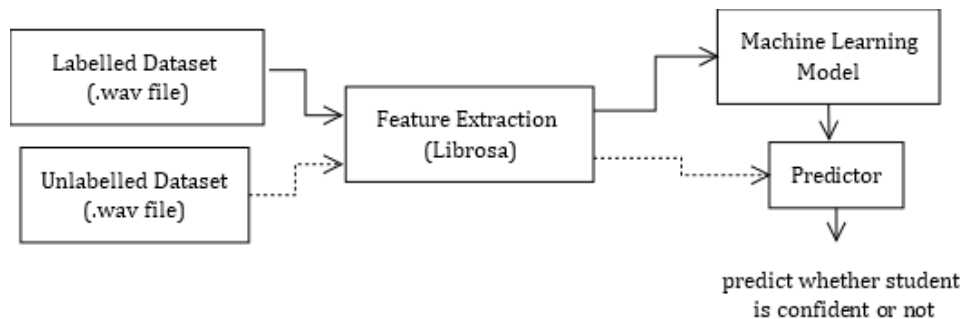 Labelled Dataset
(.wav file)
Unlabelled Dataset
(.wav file)
Feature Extraction
(Librosa)
Machine Learning
Model
Predictor
predict whether student
is confident or not